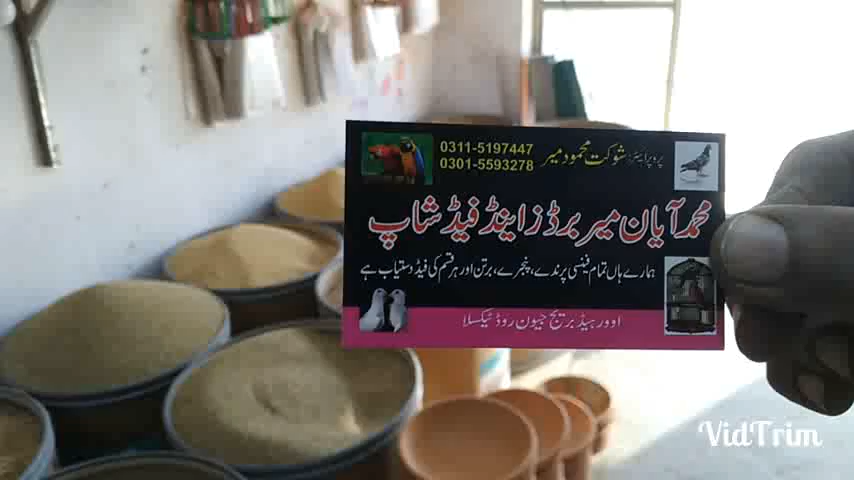 0311-5197447
0301-5593278
پروپرائیٹر: شوکت محمود میر
محمد آیان میر برڈز اینڈ فیڈ شاپ
ہمارے ہاں تمام فینسی پرندے، پنجرے، برتن اور ہر قسم کی فیڈ دستیاب ہے
اوور ہیڈ بریج جیون روڈ ٹیکسلا
VidTrim